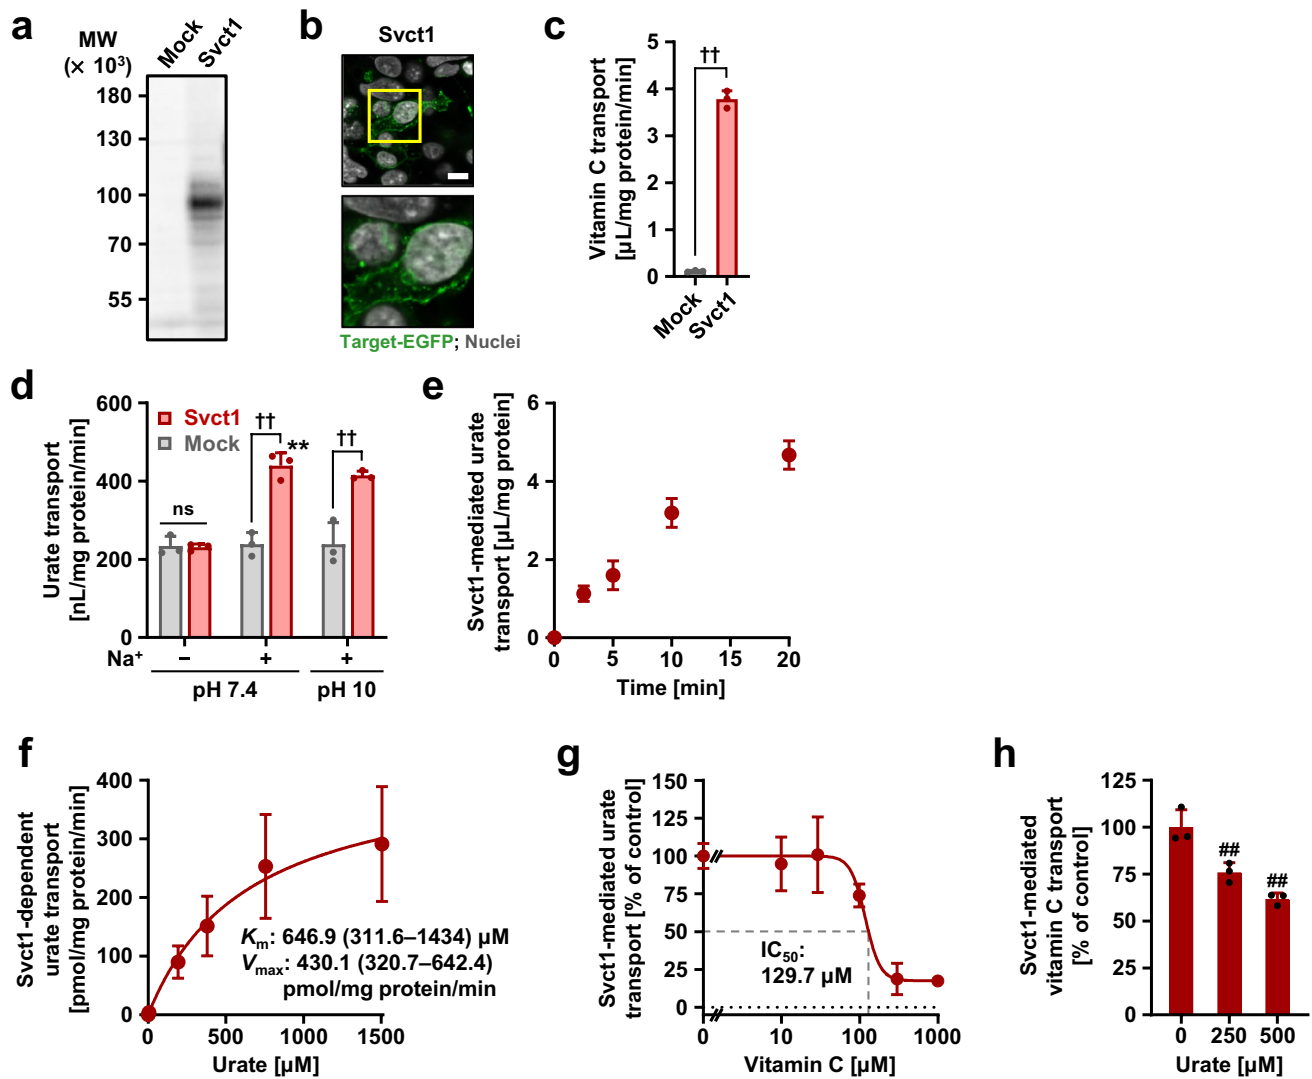 a
MW
(× 10³)
Mock
Svct1
180
130
100
70
55
b
Svct1
Target-EGFP; Nuclei
c
Vitamin C transport
[µL/mg protein/min]
5
4
3
2
1
0
††
Mock
Svct1
d
Urate transport
[nL/mg protein/min]
600
400
200
0
Svct1
Mock
ns
††
**
††
Na⁺
−
+
+
pH 7.4
pH 10
e
Svct1-mediated urate
transport [µL/mg protein]
6
4
2
0
0 5 10 15 20
Time [min]
f
Svct1-dependent
urate transport
[pmol/mg protein/min]
400
300
200
100
0
Km: 646.9 (311.6–1434) µM
Vmax: 430.1 (320.7–642.4)
pmol/mg protein/min
0 500 1000 1500
Urate [µM]
g
Svct1-mediated urate
transport [% of control]
150
125
100
75
50
25
0
IC50:
129.7 µM
0 10 100 1000
Vitamin C [µM]
h
Svct1-mediated
vitamin C transport
[% of control]
125
100
75
50
25
0
##
##
0 250 500
Urate [µM]